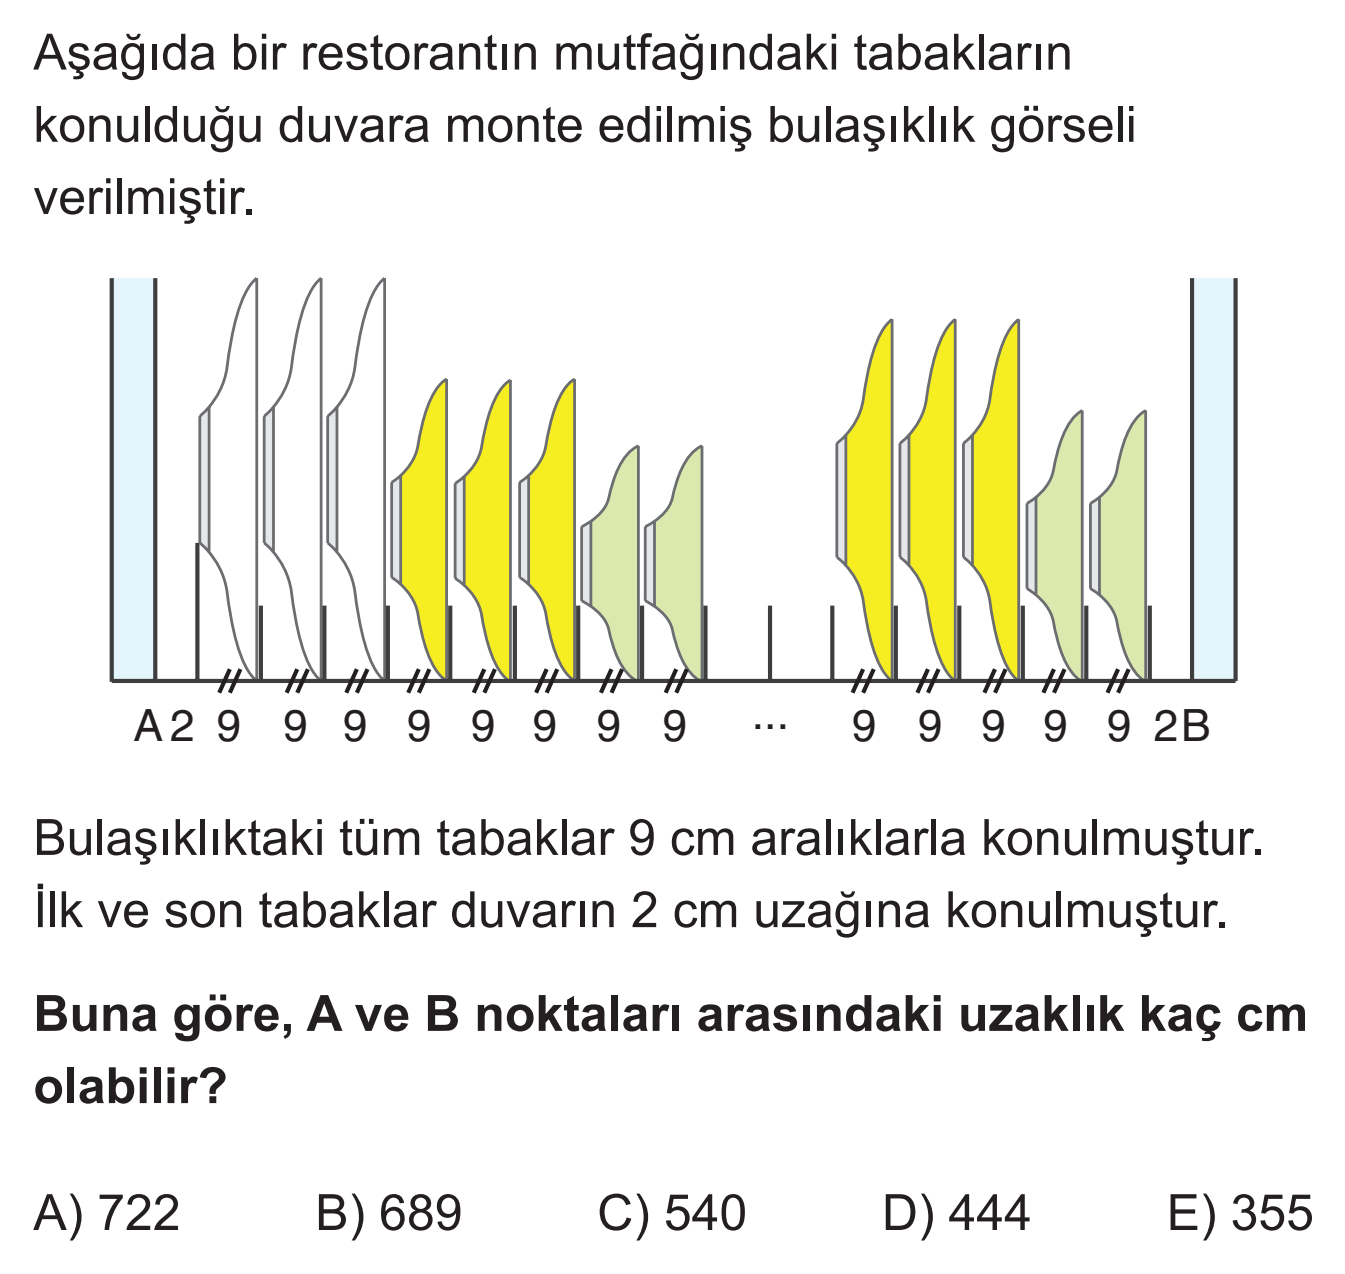 Aşağıda bir restorantın mutfağındaki tabakların
konulduğu duvara monte edilmiş bulaşıklık görseli
verilmiştir.
A 2 9 9 9 9 9 9 9 9 ... 9 9 9 9 9 2 B
Bulaşıklıktaki tüm tabaklar 9 cm aralıklarla konulmuştur.
İlk ve son tabaklar duvarın 2 cm uzağına konulmuştur.
Buna göre, A ve B noktaları arasındaki uzaklık kaç cm
olabilir?
A) 722 B) 689 C) 540 D) 444 E) 355